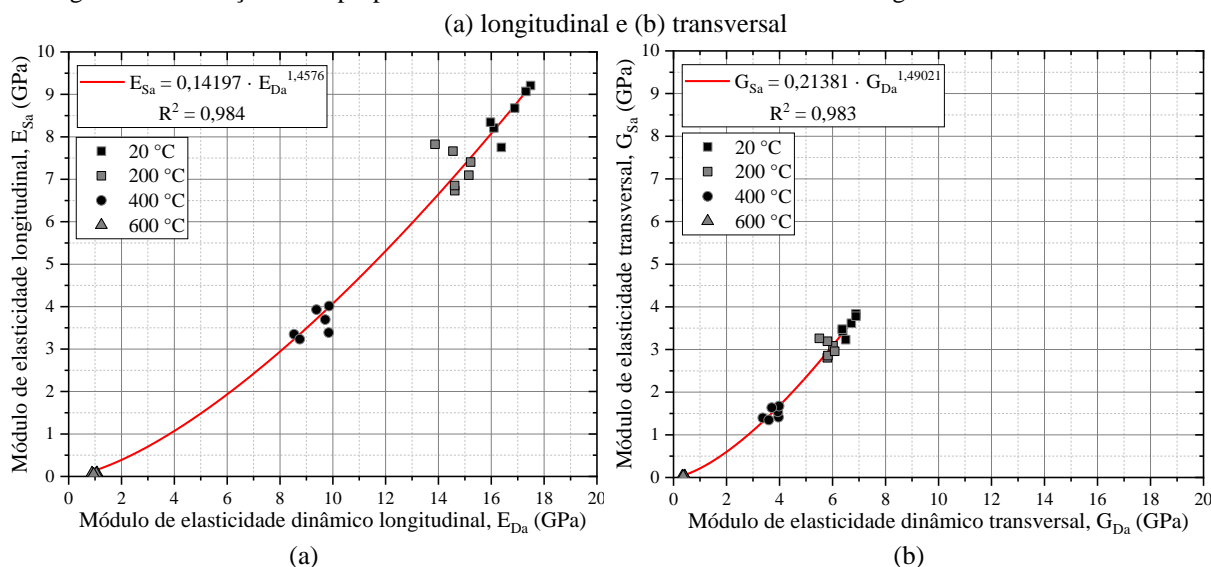 (a) longitudinal e (b) transversal
E_Sa = 0,14197 · E_Da^1,4576
R² = 0,984
20 °C
200 °C
400 °C
600 °C
Módulo de elasticidade longitudinal, E_Sa (GPa)
10
9
8
7
6
5
4
3
2
1
0
0 2 4 6 8 10 12 14 16 18 20
Módulo de elasticidade dinâmico longitudinal, E_Da (GPa)
(a)
G_Sa = 0,21381 · G_Da^1,49021
R² = 0,983
20 °C
200 °C
400 °C
600 °C
Módulo de elasticidade transversal, G_Sa (GPa)
10
9
8
7
6
5
4
3
2
1
0
0 2 4 6 8 10 12 14 16 18 20
Módulo de elasticidade dinâmico transversal, G_Da (GPa)
(b)